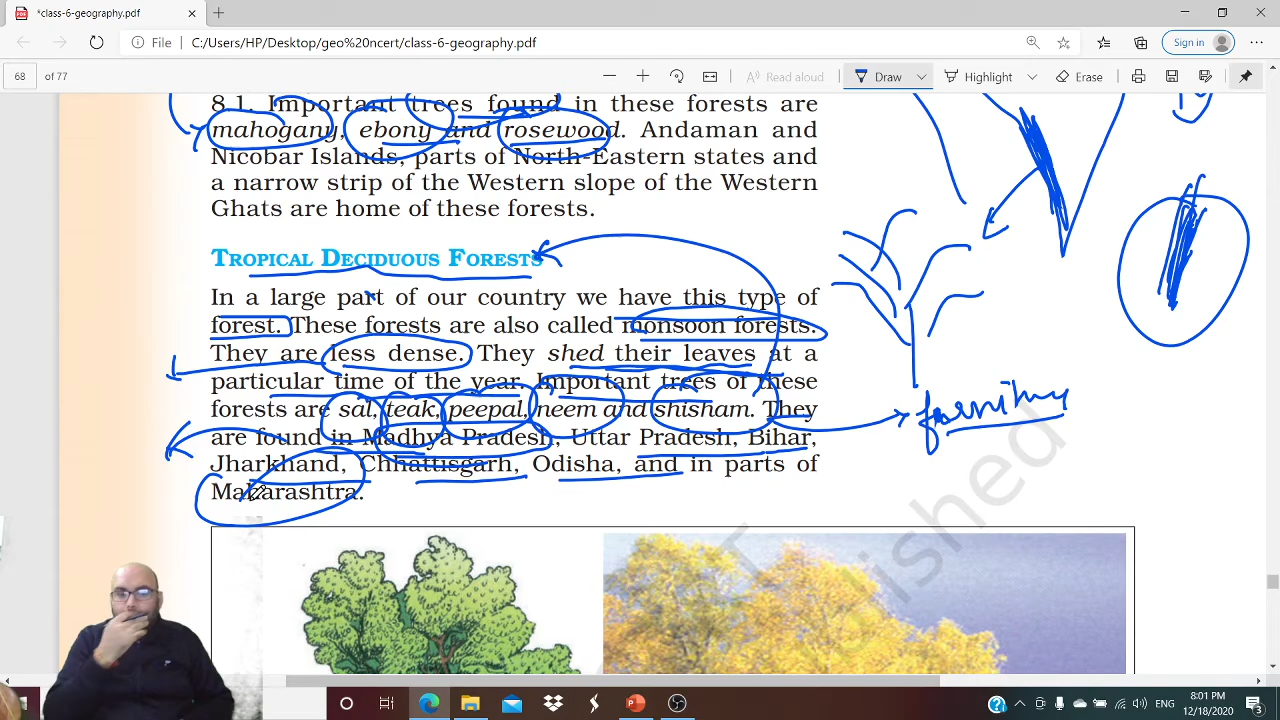 *class-6-geography.pdf
File
C:/Users/HP/Desktop/geo%20ncert/class-6-geography.pdf
Sign in
68 of 77
Read aloud
Draw
Highlight
Erase
8.1. Important trees found in these forests are
mahogany, ebony and rosewood. Andaman and
Nicobar Islands, parts of North-Eastern states and
a narrow strip of the Western slope of the Western
Ghats are home of these forests.
TROPICAL DECIDUOUS FORESTS
In a large part of our country we have this type of
forest. These forests are also called monsoon forests.
They are less dense. They shed their leaves at a
particular time of the year. Important trees of these
forests are sal, teak, peepal, neem and shisham. They
are found in Madhya Pradesh, Uttar Pradesh, Bihar,
Jharkhand, Chhattisgarh, Odisha, and in parts of
Maharashtra.
ished
ENG
8:01 PM
12/18/2020
3